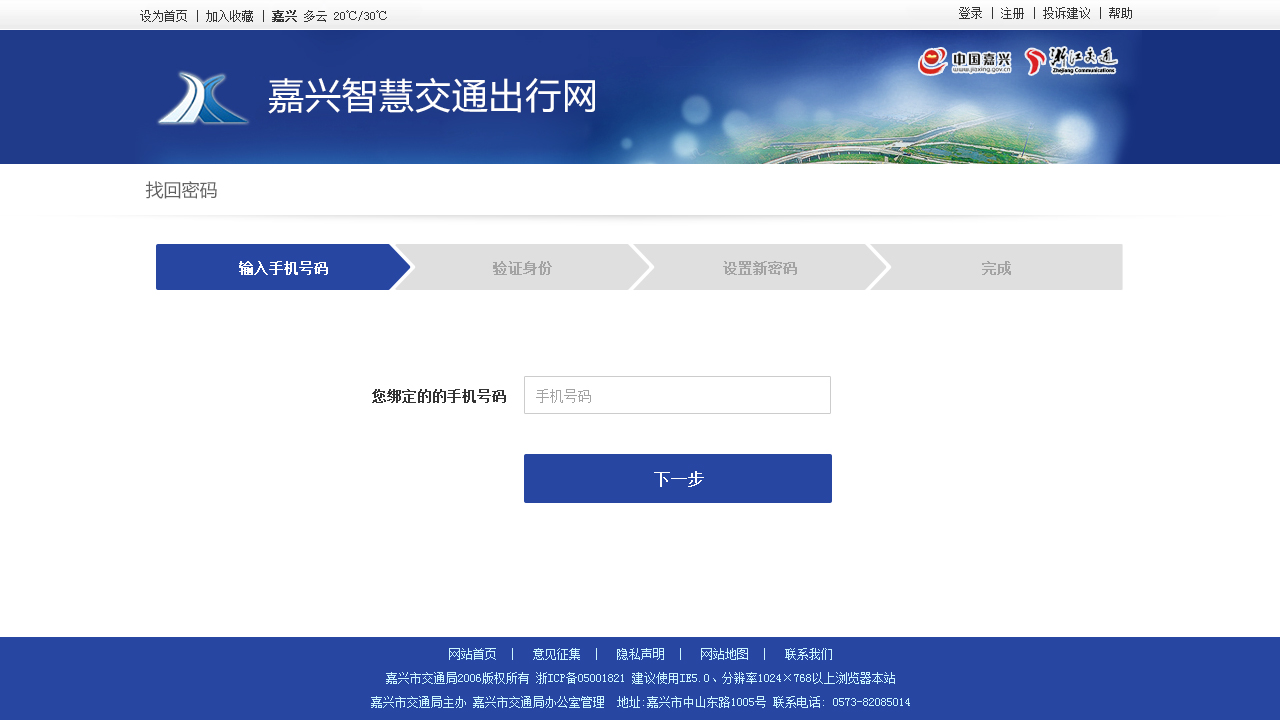 设为首页 | 加入收藏 | 嘉兴 多云 20℃/30℃
登录 | 注册 | 投诉建议 | 帮助
中国嘉兴 浙江交通
www.jiaxing.gov.cn Zhejiang Communications
嘉兴智慧交通出行网
找回密码
输入手机号码 验证身份 设置新密码 完成
您绑定的的手机号码 手机号码
下一步
网站首页 | 意见征集 | 隐私声明 | 网站地图 | 联系我们
嘉兴市交通局2006版权所有 浙ICP备05001821 建议使用IE5.0、分辨率1024×768以上浏览器本站
嘉兴市交通局主办 嘉兴市交通局办公室管理 地址:嘉兴市中山东路1005号 联系电话: 0573-82085014